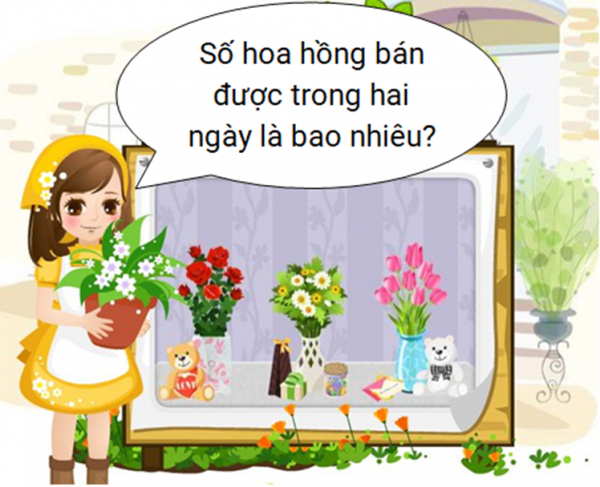 Số hoa hồng bán
được trong hai
ngày là bao nhiêu?